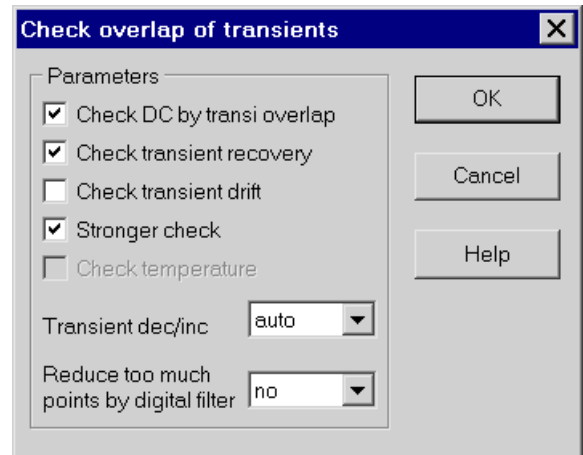 Check overlap of transients
Parameters
Check DC by transi overlap
Check transient recovery
Check transient drift
Stronger check
Check temperature
Transient dec/inc
auto
Reduce too much
points by digital filter
no
OK
Cancel
Help